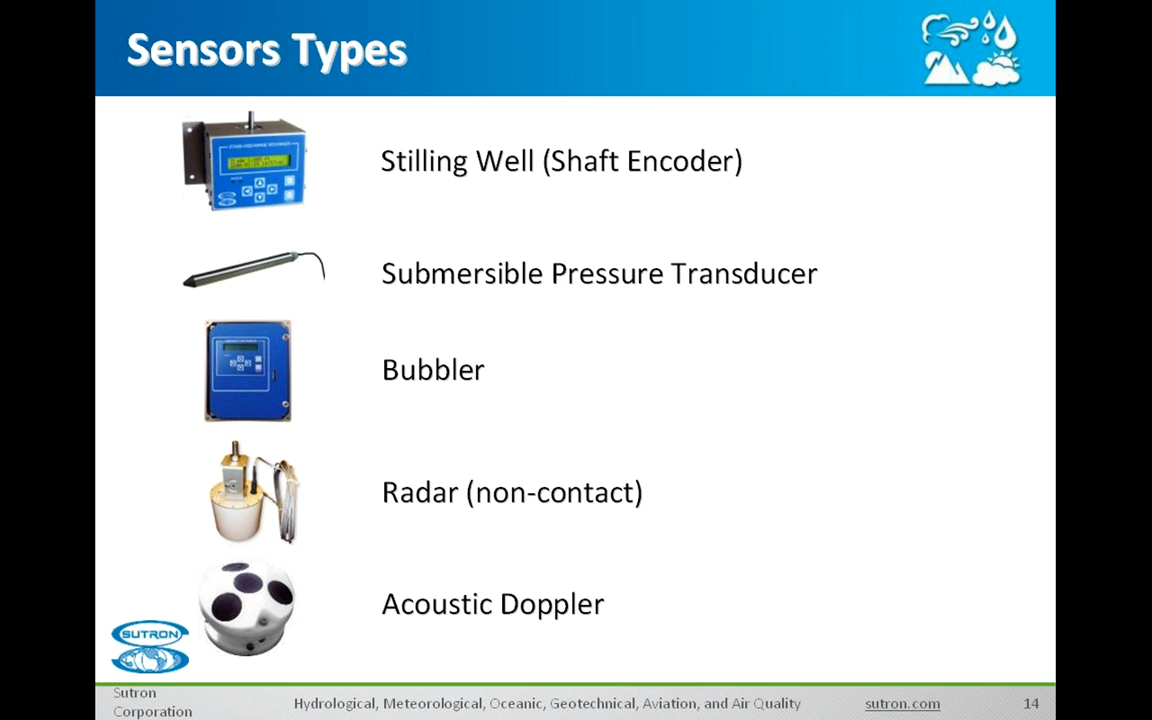 Sensors Types
Stilling Well (Shaft Encoder)
Submersible Pressure Transducer
Bubbler
Radar (non-contact)
Acoustic Doppler
SUTRON
Sutron
Corporation
Hydrological, Meteorological, Oceanic, Geotechnical, Aviation, and Air Quality
sutron.com
14